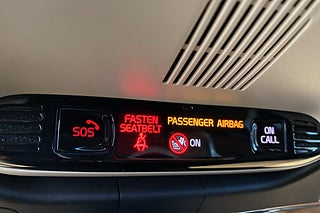 SOS
FASTEN
SEATBELT
PASSENGER AIRBAG
ON
ON
CALL